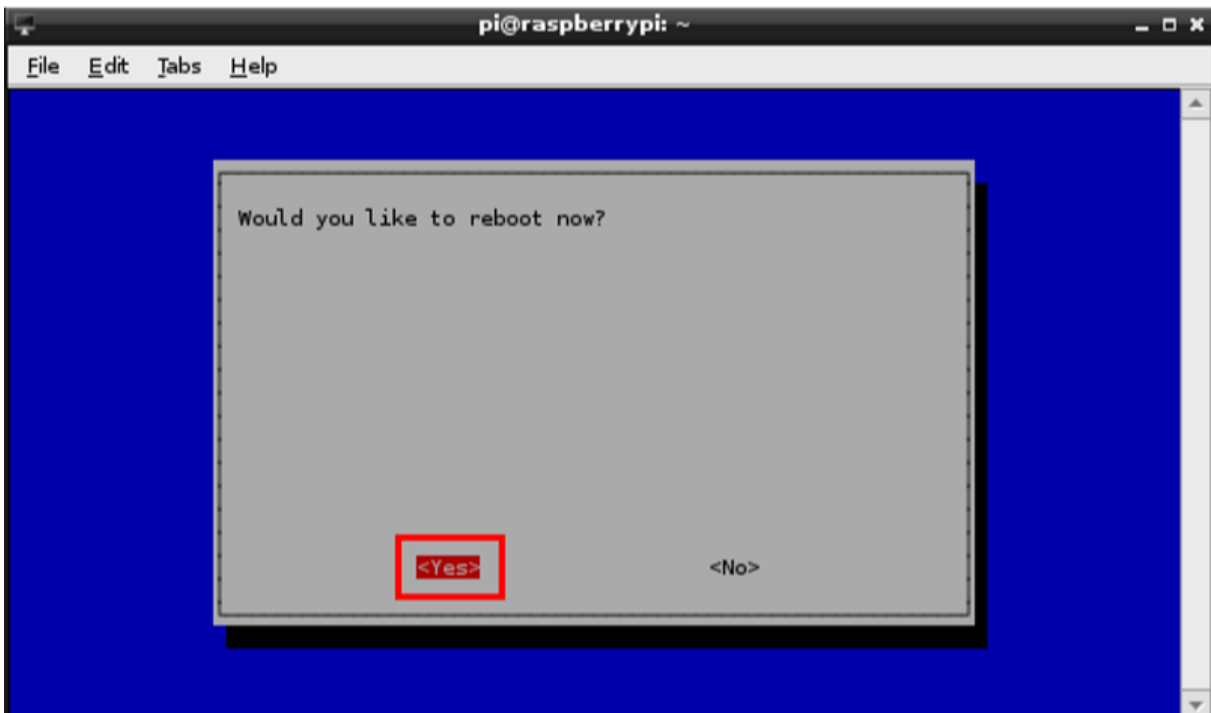 pi@raspberrypi: ~
File Edit Tabs Help
Would you like to reboot now?
<Yes> <No>